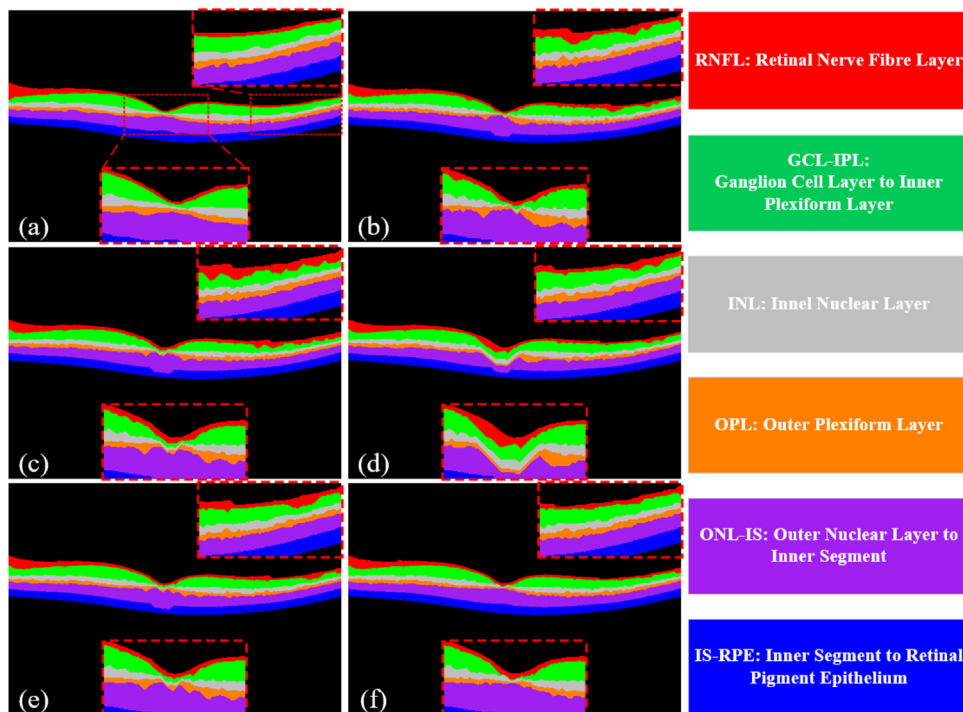 (a)
(b)
(c)
(d)
(e)
(f)
RNFL: Retinal Nerve Fibre Layer
GCL-IPL:
Ganglion Cell Layer to Inner
Plexiform Layer
INL: Innel Nuclear Layer
OPL: Outer Plexiform Layer
ONL-IS: Outer Nuclear Layer to
Inner Segment
IS-RPE: Inner Segment to Retinal
Pigment Epithelium